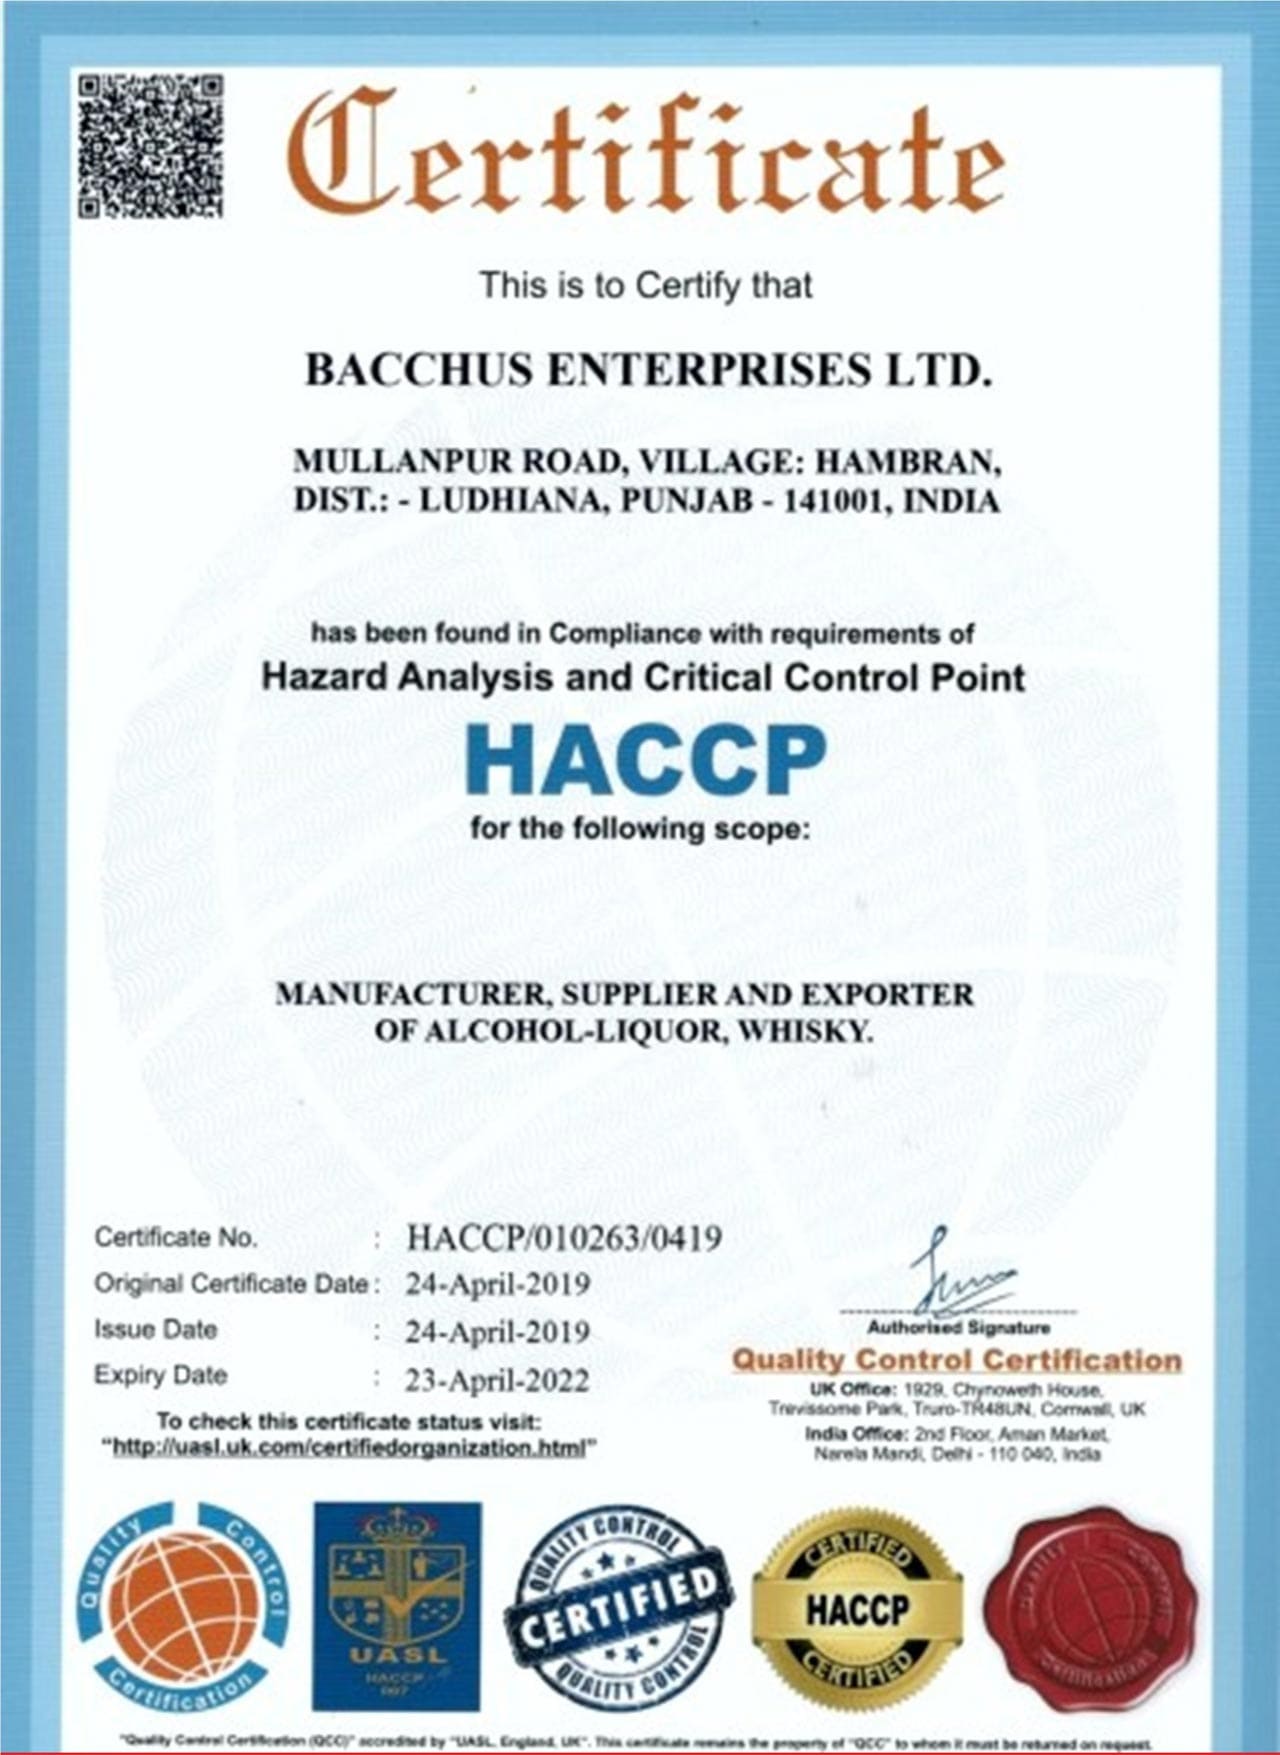 Certificate
This is to Certify that
BACCHUS ENTERPRISES LTD.
MULLANPUR ROAD, VILLAGE: HAMBRAN,
DIST.: - LUDHIANA, PUNJAB - 141001, INDIA
has been found in Compliance with requirements of
Hazard Analysis and Critical Control Point
HACCP
for the following scope:
MANUFACTURER, SUPPLIER AND EXPORTER
OF ALCOHOL-LIQUOR, WHISKY.
Certificate No. : HACCP/010263/0419
Original Certificate Date : 24-April-2019
Issue Date : 24-April-2019
Expiry Date : 23-April-2022
To check this certificate status visit:
"http://uasl.uk.com/certifiedorganization.html"
Authorised Signature
Quality Control Certification
UK Office: 1929, Chynoweth House,
Trevissome Park, Truro-TR48UN, Cornwall, UK
India Office: 2nd Floor, Aman Market,
Narela Mandi, Delhi - 110 040, India
Quality Control
Certification
UASL
HACCP
007
QUALITY CONTROL
CERTIFIED
QUALITY CONTROL
CERTIFIED
HACCP
CERTIFIED
Quality Control
Certification
"Quality Control Certification (QCC)" accredited by "UASL, England, UK". This certificate remains the property of "QCC" to whom it must be returned on request.